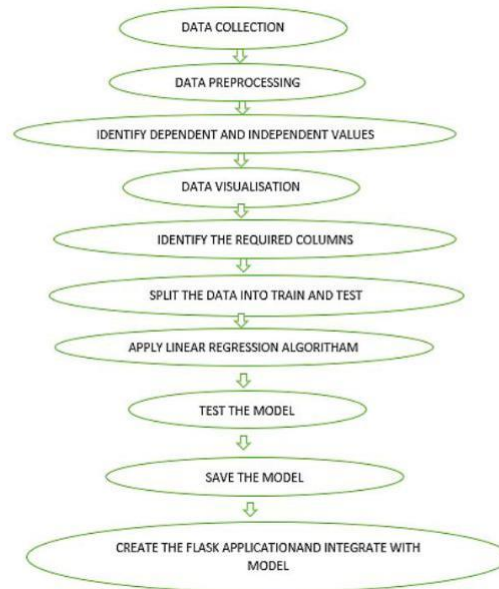 DATA COLLECTION
DATA PREPROCESSING
IDENTIFY DEPENDENT AND INDEPENDENT VALUES
DATA VISUALISATION
IDENTIFY THE REQUIRED COLUMNS
SPLIT THE DATA INTO TRAIN AND TEST
APPLY LINEAR REGRESSION ALGORITHAM
TEST THE MODEL
SAVE THE MODEL
CREATE THE FLASK APPLICATIONAND INTEGRATE WITH
MODEL